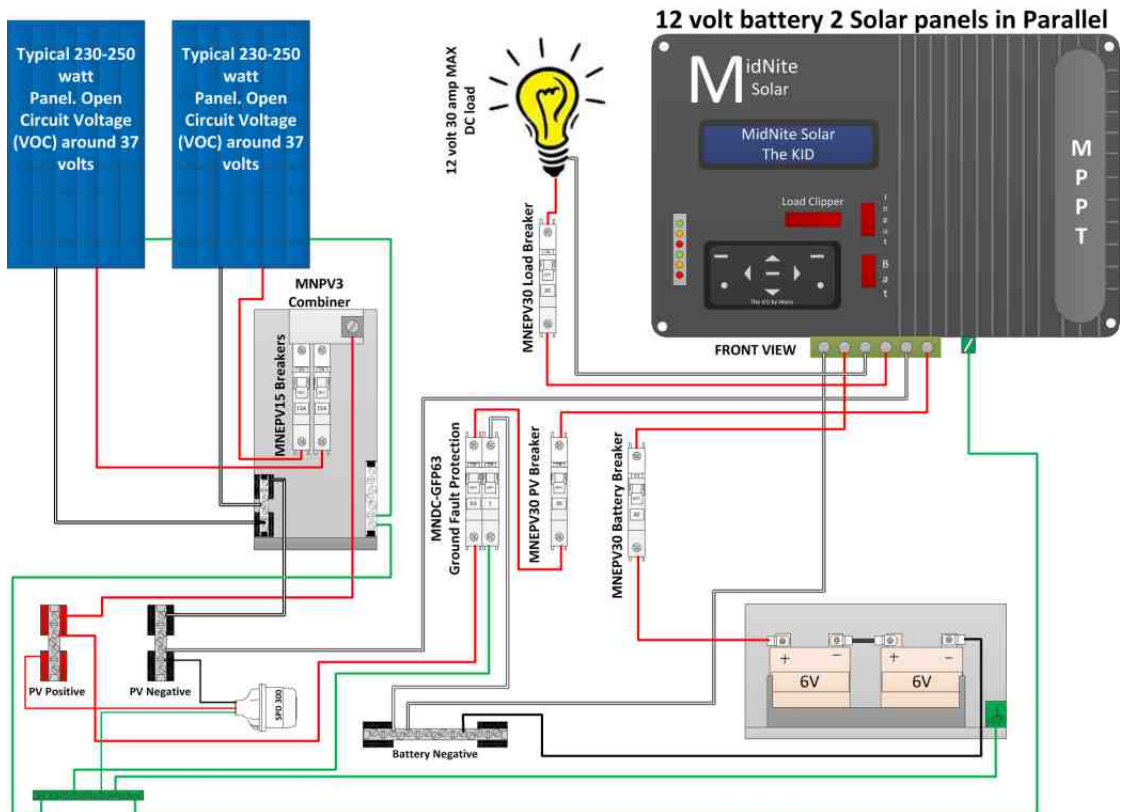 12 volt battery 2 Solar panels in Parallel
Typical 230-250
watt
Panel. Open
Circuit Voltage
(VOC) around 37
volts
Typical 230-250
watt
Panel. Open
Circuit Voltage
(VOC) around 37
volts
12 volt 30 amp MAX
DC load
MidNite
Solar
MidNite Solar
The KID
Load Clipper
Input
Bat
MPPT
FRONT VIEW
MNEPV30 Load Breaker
MNPV3
Combiner
MNEPV15 Breakers
MNDC-GFP63
Ground Fault Protection
MNEPV30 PV Breaker
MNEPV30 Battery Breaker
PV Positive
PV Negative
SPD 300
Battery Negative
+
-
+
-
6V
6V